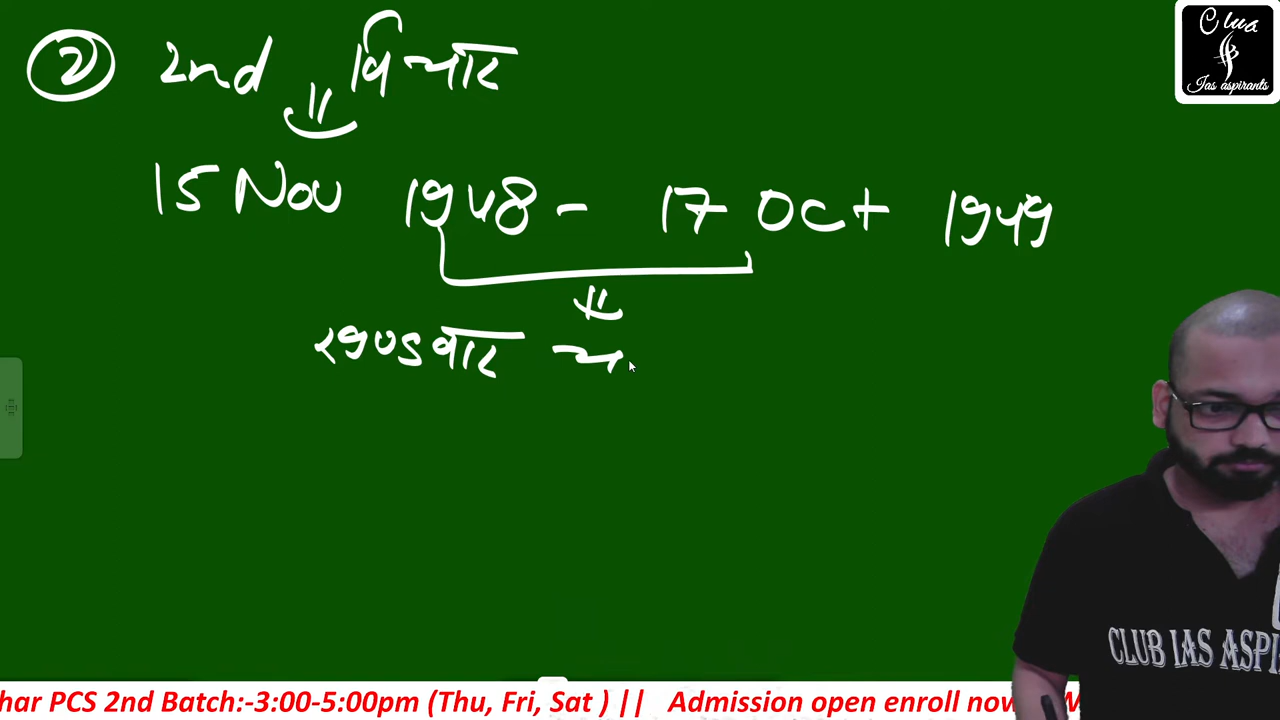 ② 2nd विचार
15 Nov 1948 - 17 Oct 1949
खण्डवार च
Club
Ias aspirants
CLUB IAS ASPI
har PCS 2nd Batch:-3:00-5:00pm (Thu, Fri, Sat ) || Admission open enroll now